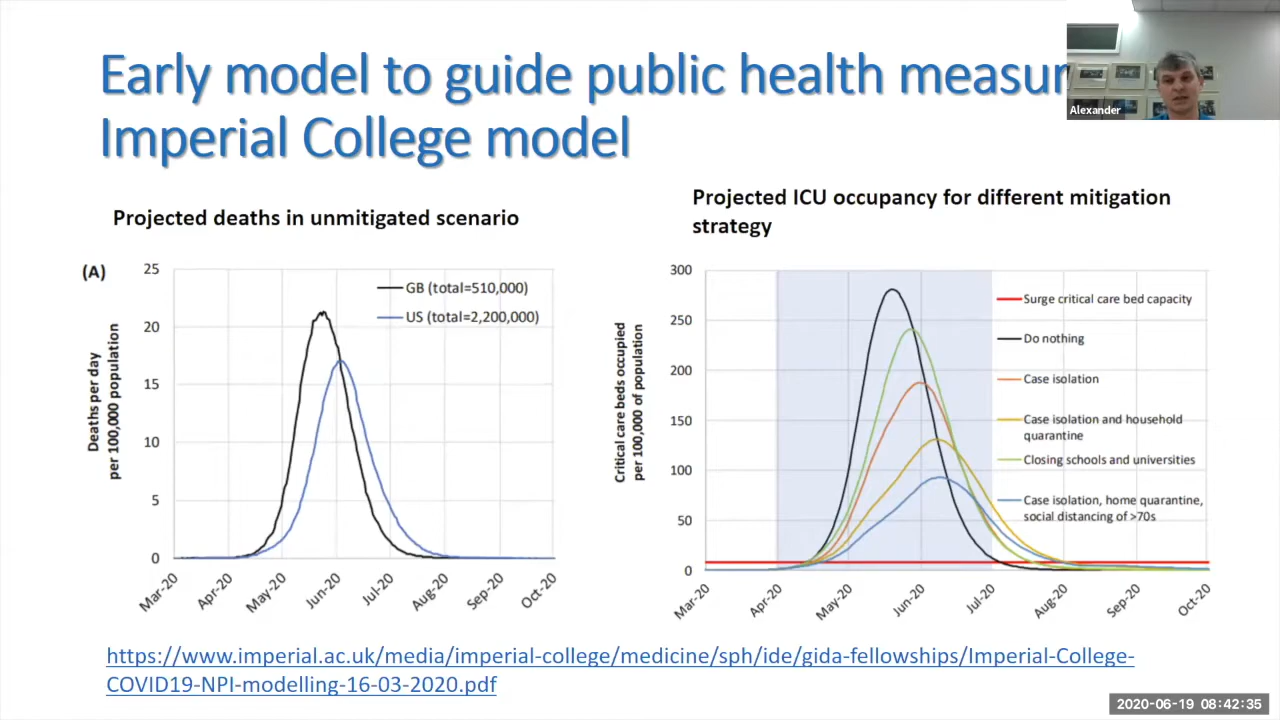 Early model to guide public health measur
Imperial College model
Alexander
Projected deaths in unmitigated scenario
(A)
25
20
15
10
5
0
Deaths per day
per 100,000 population
GB (total=510,000)
US (total=2,200,000)
Mar-20
Apr-20
May-20
Jun-20
Jul-20
Aug-20
Sep-20
Oct-20
Projected ICU occupancy for different mitigation
strategy
300
250
200
150
100
50
0
Critical care beds occupied
per 100,000 of population
Surge critical care bed capacity
Do nothing
Case isolation
Case isolation and household
quarantine
Closing schools and universities
Case isolation, home quarantine,
social distancing of >70s
Mar-20
Apr-20
May-20
Jun-20
Jul-20
Aug-20
Sep-20
Oct-20
https://www.imperial.ac.uk/media/imperial-college/medicine/sph/ide/gida-fellowships/Imperial-College-
COVID19-NPI-modelling-16-03-2020.pdf
2020-06-19 08:42:35